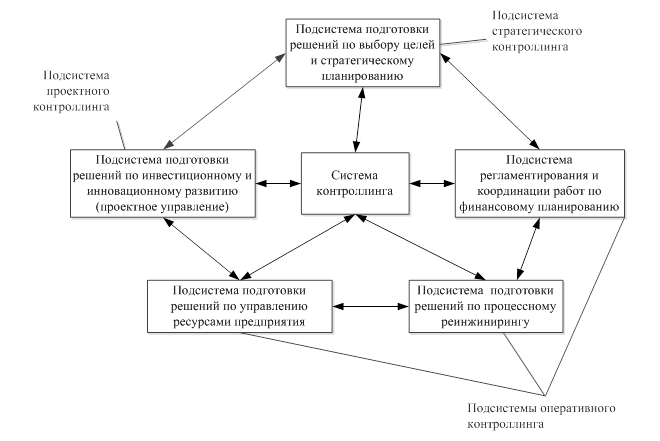 Подсистема подготовки
решений по выбору целей
и стратегическому
планированию
Подсистема
стратегического
контроллинга
Подсистема
проектного
контроллинга
Подсистема подготовки
решений по инвестиционному и
инновационному развитию
(проектное управление)
Система
контроллинга
Подсистема
регламентирования и
координации работ по
финансовому планированию
Подсистема подготовки
решений по управлению
ресурсами предприятия
Подсистема подготовки
решений по процессному
реинжинирингу
Подсистемы оперативного
контроллинга